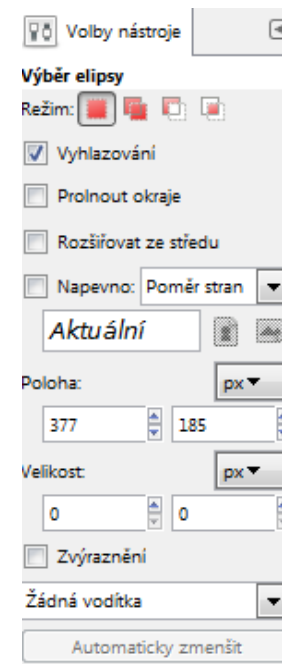 Volby nástroje
Výběr elipsy
Režim:
Vyhlazování
Prolnout okraje
Rozšiřovat ze středu
Napevno: Poměr stran
Aktuální
Poloha: px
377 185
Velikost: px
0 0
Zvýraznění
Žádná vodítka
Automaticky zmenšit